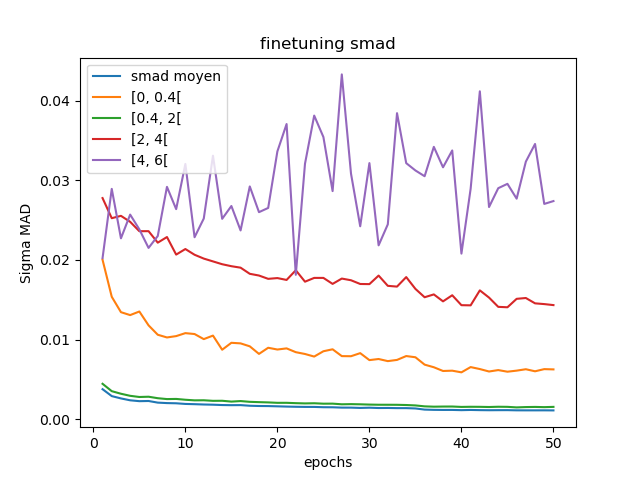 finetuning smad
smad moyen
[0, 0.4[
[0.4, 2[
[2, 4[
[4, 6[
Sigma MAD
0.04
0.03
0.02
0.01
0.00
0 10 20 30 40 50
epochs